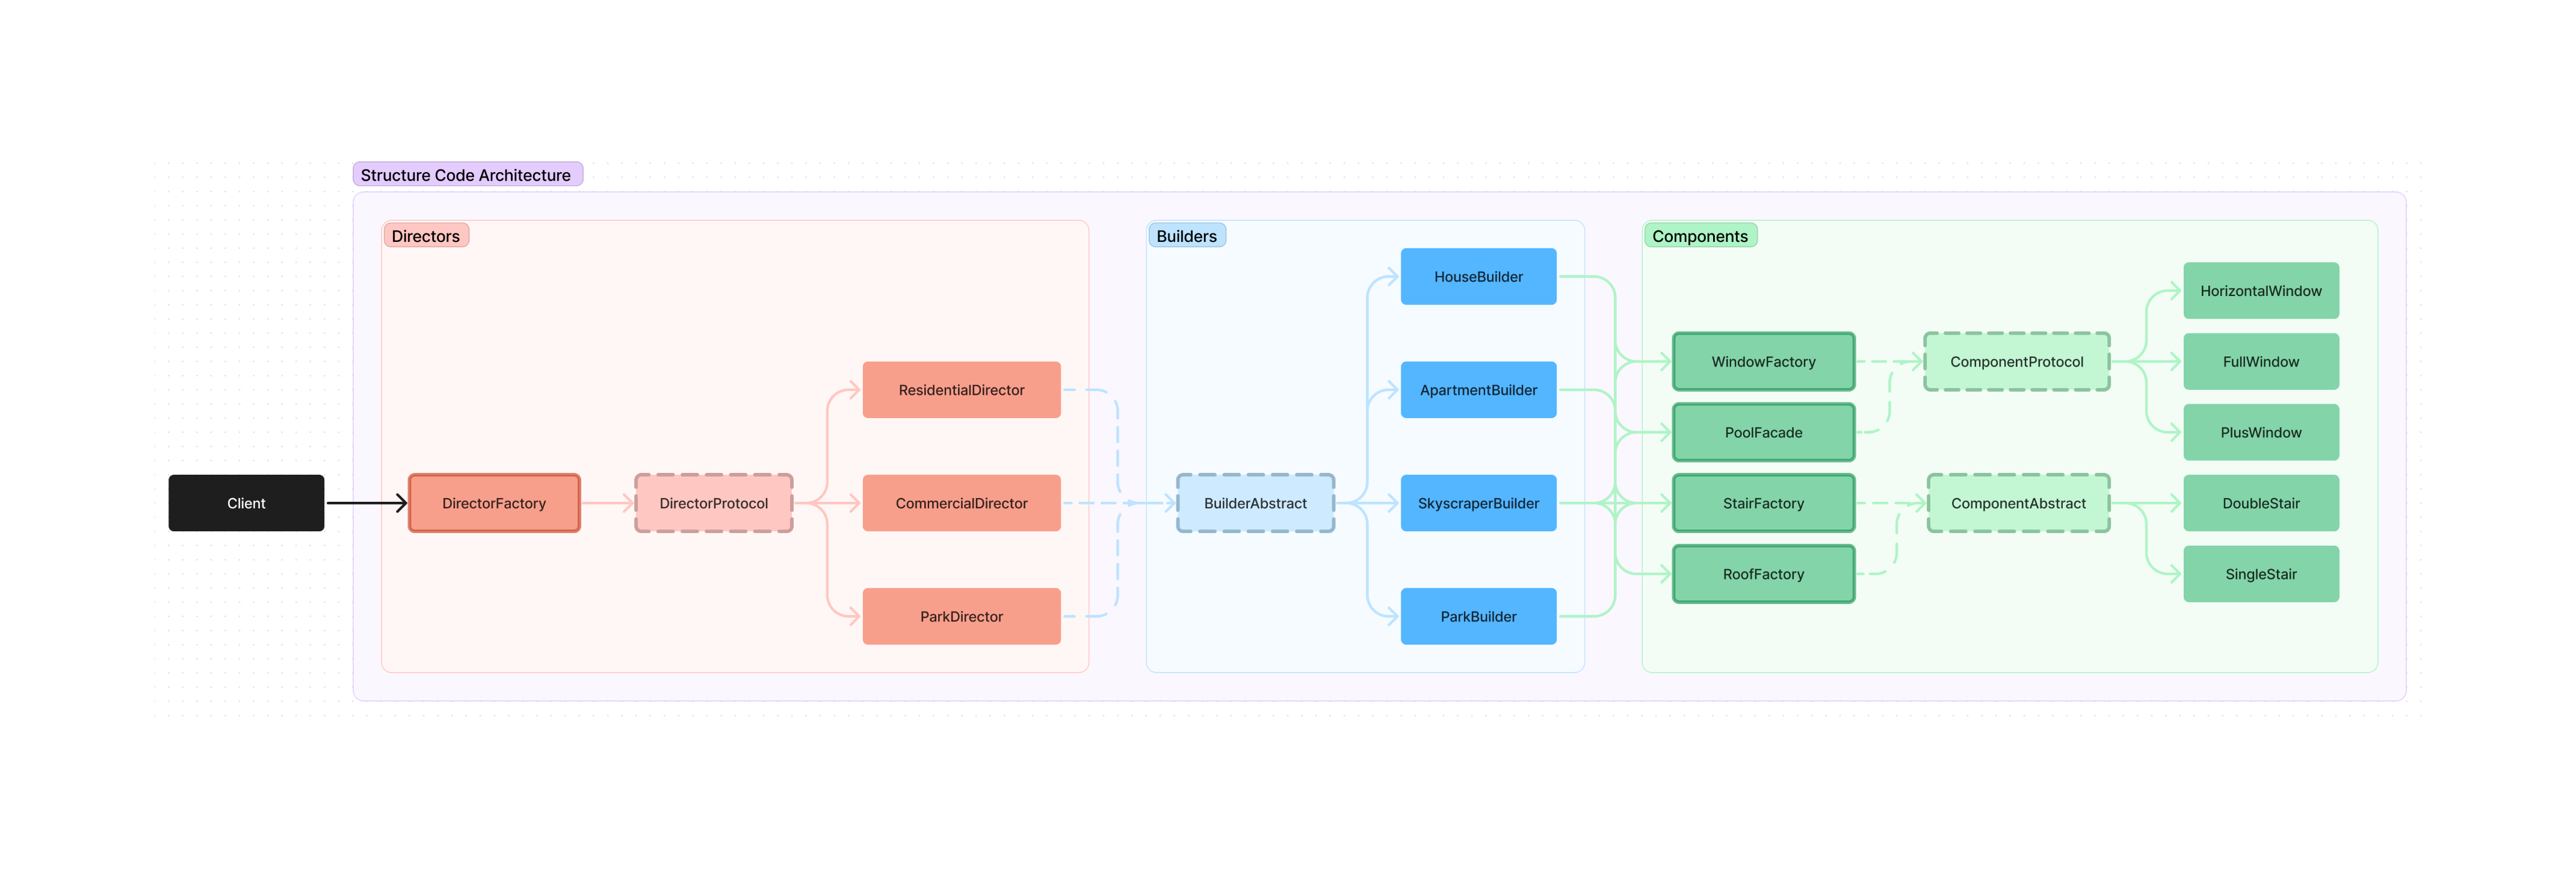 Structure Code Architecture
Directors
Builders
Components
Client
DirectorFactory
DirectorProtocol
ResidentialDirector
CommercialDirector
ParkDirector
BuilderAbstract
HouseBuilder
ApartmentBuilder
SkyscraperBuilder
ParkBuilder
WindowFactory
PoolFacade
StairFactory
RoofFactory
ComponentProtocol
ComponentAbstract
HorizontalWindow
FullWindow
PlusWindow
DoubleStair
SingleStair